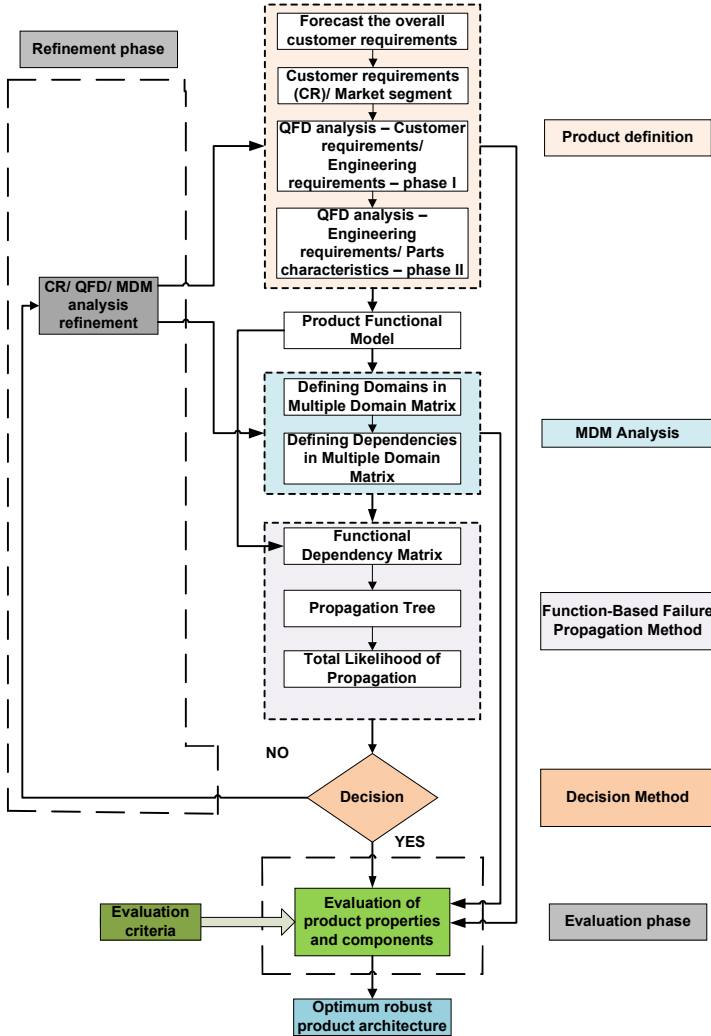 Forecast the overall
customer requirements
Refinement phase
Customer requirements
(CR)/ Market segment
QFD analysis – Customer
requirements/
Engineering
requirements – phase I
Product definition
QFD analysis –
Engineering
requirements/ Parts
characteristics – phase II
CR/ QFD/ MDM
analysis
refinement
Product Functional
Model
Defining Domains in
Multiple Domain Matrix
Defining Dependencies
in Multiple Domain
Matrix
MDM Analysis
Functional
Dependency Matrix
Propagation Tree
Function-Based Failure
Propagation Method
Total Likelihood of
Propagation
NO
Decision
Decision Method
YES
Evaluation
criteria
Evaluation of
product properties
and components
Evaluation phase
Optimum robust
product architecture